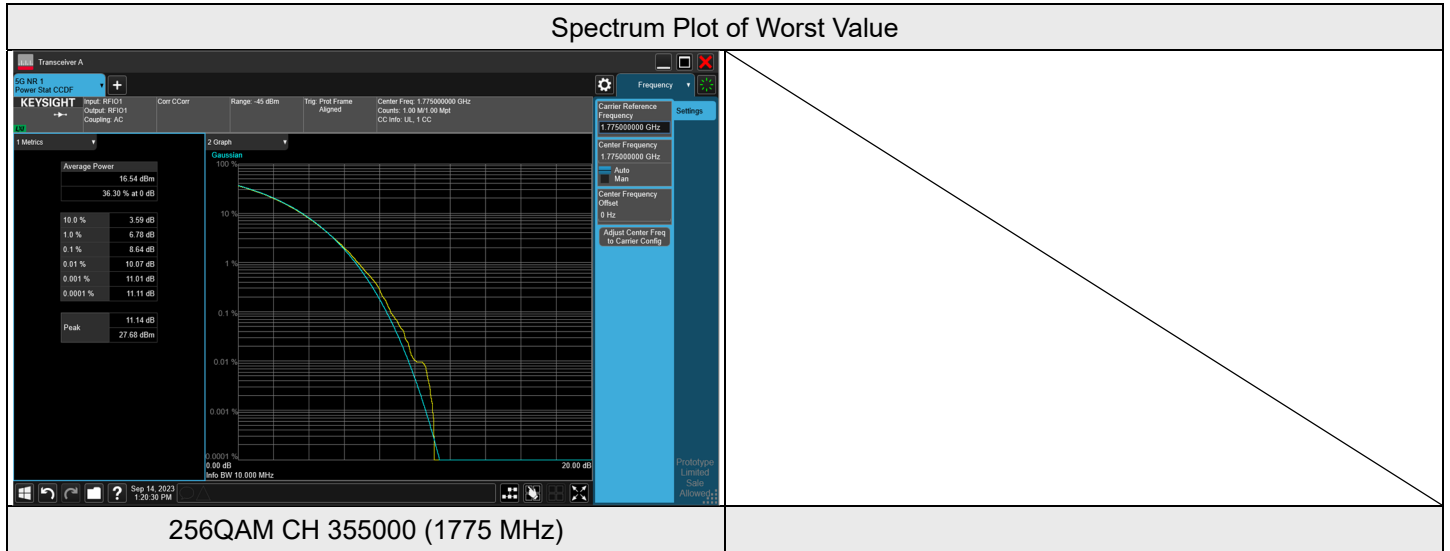 Spectrum Plot of Worst Value
Transceiver A
5G NR 1
Power Stat CCDF
+
Frequency
KEYSIGHT
LV
Input: RFIO1
Output: RFIO1
Coupling: AC
Corr CCorr
Range: -45 dBm
Trig: Prot Frame
Aligned
Center Freq: 1.775000000 GHz
Counts: 1.00 M/1.00 Mpt
CC Info: UL, 1 CC
1 Metrics
Average Power
16.54 dBm
36.30 % at 0 dB
10.0 % 3.59 dB
1.0 % 6.78 dB
0.1 % 8.64 dB
0.01 % 10.07 dB
0.001 % 11.01 dB
0.0001 % 11.11 dB
Peak
11.14 dB
27.68 dBm
2 Graph
Gaussian
100 %
10 %
1 %
0.1 %
0.01 %
0.001 %
0.0001 %
0.00 dB 20.00 dB
Info BW 10.000 MHz
Carrier Reference
Frequency
1.775000000 GHz
Center Frequency
1.775000000 GHz
Auto
Man
Center Frequency
Offset
0 Hz
Adjust Center Freq
to Carrier Config
Settings
Prototype
Limited
Sale
Allowed
?
Sep 14, 2023
1:20:30 PM
256QAM CH 355000 (1775 MHz)